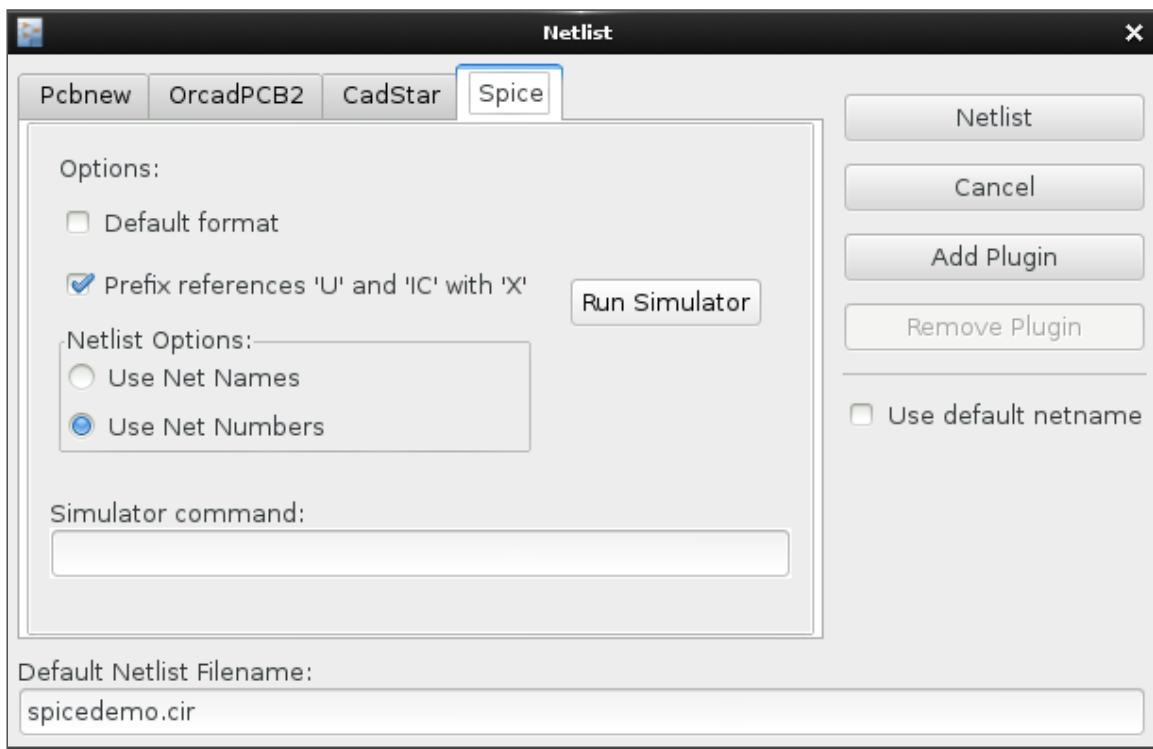 Netlist
Pcbnew OrcadPCB2 CadStar Spice
Options:
Default format
Prefix references 'U' and 'IC' with 'X'
Run Simulator
Netlist Options:
Use Net Names
Use Net Numbers
Simulator command:
Netlist
Cancel
Add Plugin
Remove Plugin
Use default netname
Default Netlist Filename:
spicedemo.cir